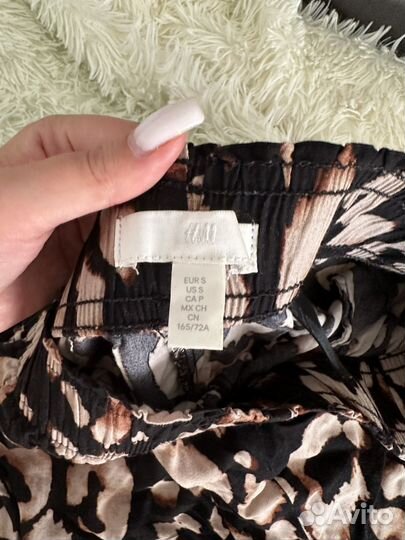 H&M
EUR S
US S
CA P
MX CH
CN
165/72A
Avito